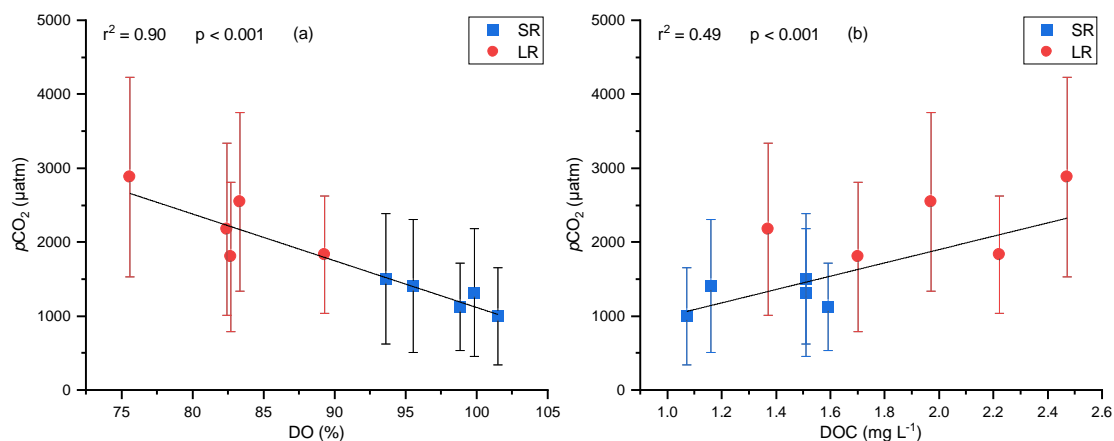 r² = 0.90 p < 0.001 (a)
SR
LR
5000
4000
3000
2000
1000
0
pCO₂ (µatm)
75 80 85 90 95 100 105
DO (%)
r² = 0.49 p < 0.001 (b)
SR
LR
5000
4000
3000
2000
1000
0
pCO₂ (µatm)
1.0 1.2 1.4 1.6 1.8 2.0 2.2 2.4 2.6
DOC (mg L⁻¹)